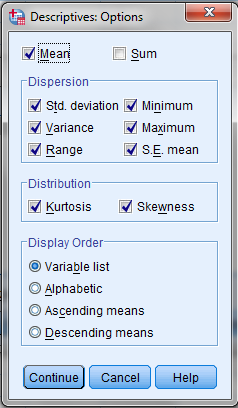 Descriptives: Options
Mean Sum
Dispersion
Std. deviation Minimum
Variance Maximum
Range S.E. mean
Distribution
Kurtosis Skewness
Display Order
Variable list
Alphabetic
Ascending means
Descending means
Continue Cancel Help